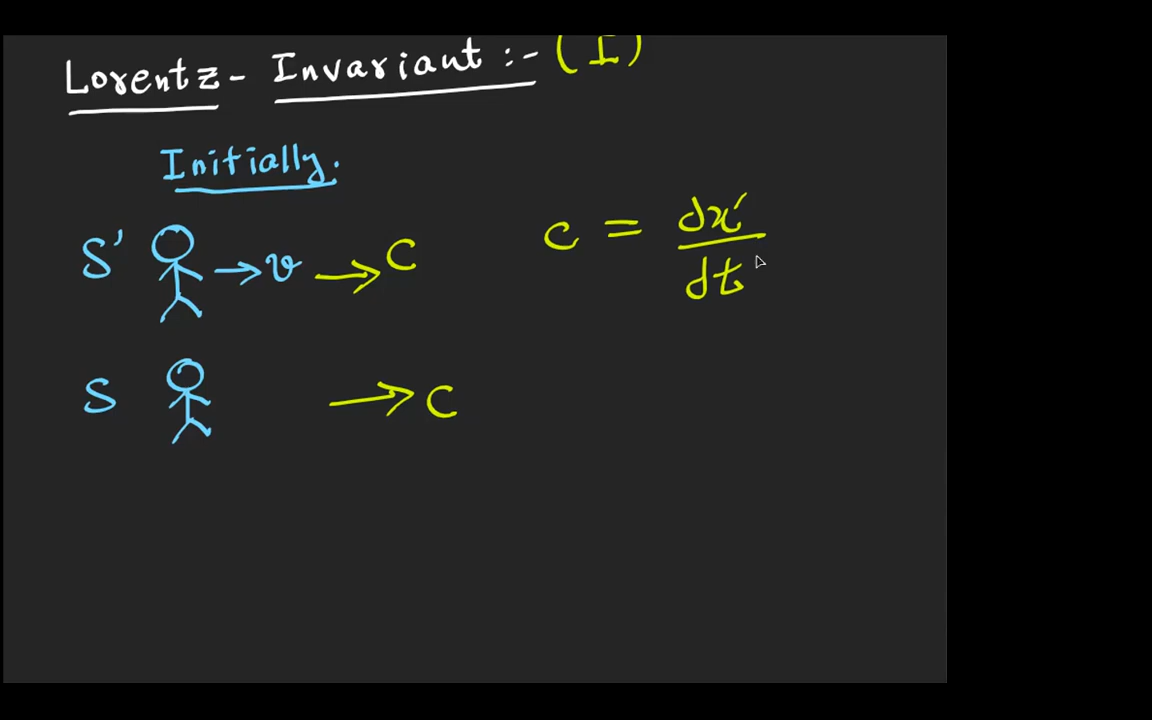 Lorentz - Invariant :- (I)
Initially.
S' → v → C
c = dx'
dt
S → C